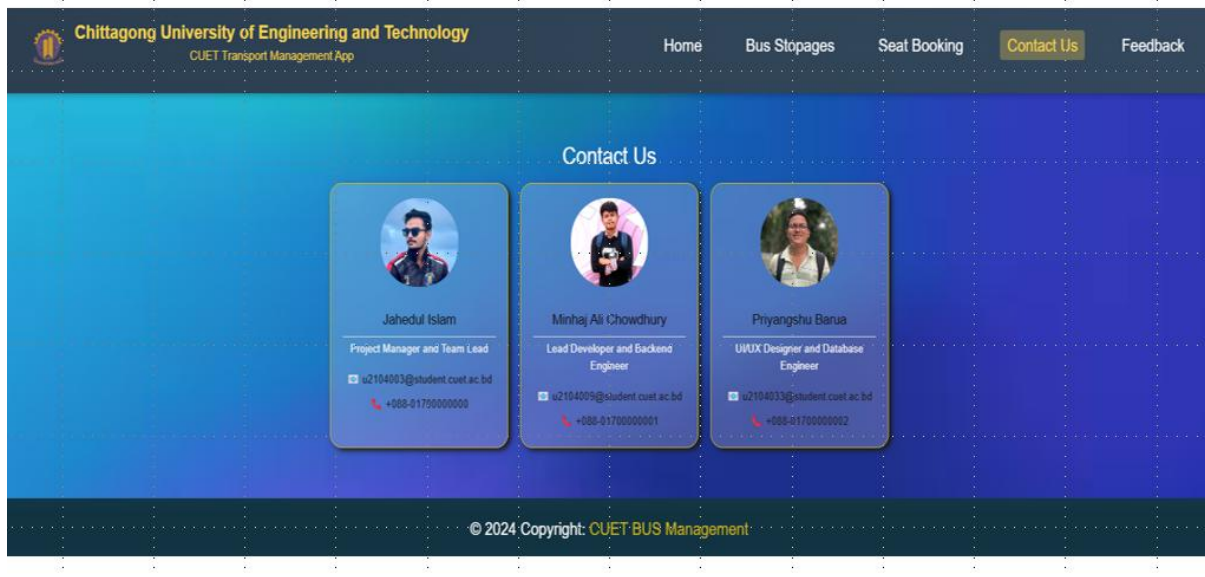 Chittagong University of Engineering and Technology
CUET Transport Management App
Home
Bus Stopages
Seat Booking
Contact Us
Feedback
Contact Us
Jahedul Islam
Project Manager and Team Lead
u2104003@student.cuet.ac.bd
+088-01700000000
Minhaj Ali Chowdhury
Lead Developer and Backend
Engineer
u2104009@student.cuet.ac.bd
+088-01700000001
Priyangshu Barua
UI/UX Designer and Database
Engineer
u2104033@student.cuet.ac.bd
+088-01700000002
© 2024 Copyright: CUET BUS Management